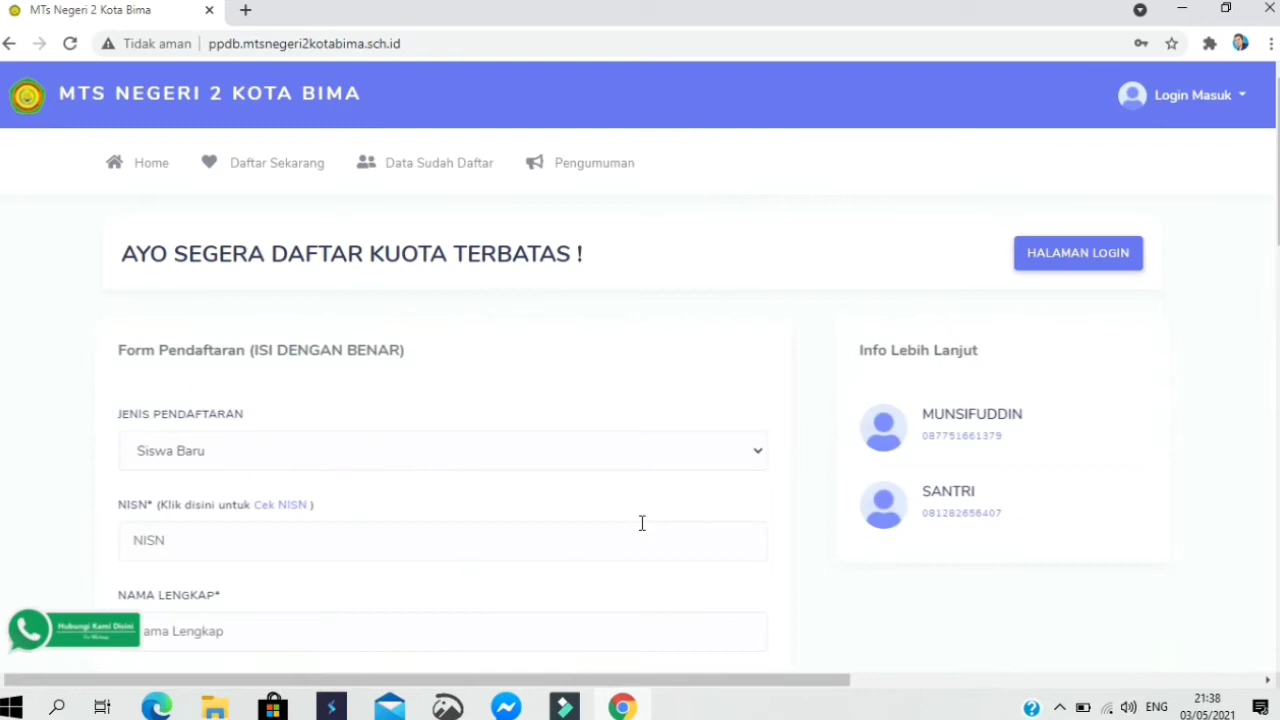 MTs Negeri 2 Kota Bima
Tidak aman
ppdb.mtsnegeri2kotabima.sch.id
MTS NEGERI 2 KOTA BIMA
Login Masuk
Home
Daftar Sekarang
Data Sudah Daftar
Pengumuman
AYO SEGERA DAFTAR KUOTA TERBATAS !
HALAMAN LOGIN
Form Pendaftaran (ISI DENGAN BENAR)
JENIS PENDAFTARAN
Siswa Baru
NISN* (Klik disini untuk Cek NISN )
NISN
NAMA LENGKAP*
ama Lengkap
Info Lebih Lanjut
MUNSIFUDDIN
087751661379
SANTRI
081282656407
Hubungi Kami Disini
ENG
21:38
03/05/2021